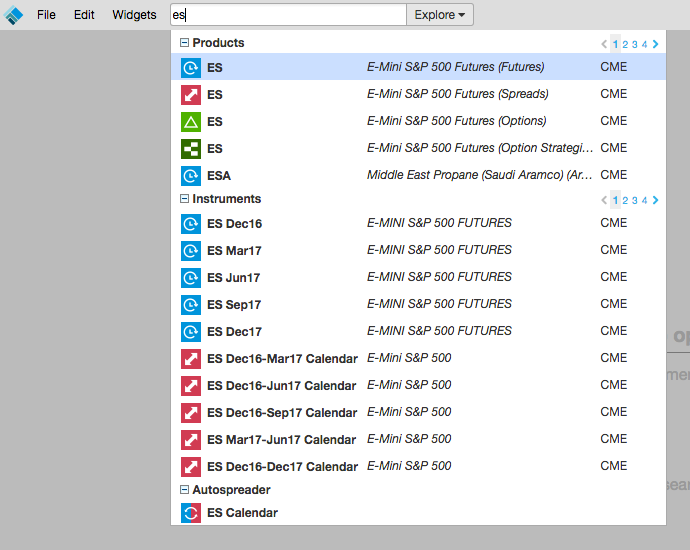 File Edit Widgets es Explore
Products 1 2 3 4
ES E-Mini S&P 500 Futures (Futures) CME
ES E-Mini S&P 500 Futures (Spreads) CME
ES E-Mini S&P 500 Futures (Options) CME
ES E-Mini S&P 500 Futures (Option Strategi... CME
ESA Middle East Propane (Saudi Aramco) (Ar... CME
Instruments 1 2 3 4
ES Dec16 E-MINI S&P 500 FUTURES CME
ES Mar17 E-MINI S&P 500 FUTURES CME
ES Jun17 E-MINI S&P 500 FUTURES CME
ES Sep17 E-MINI S&P 500 FUTURES CME
ES Dec17 E-MINI S&P 500 FUTURES CME
ES Dec16-Mar17 Calendar E-Mini S&P 500 CME
ES Dec16-Jun17 Calendar E-Mini S&P 500 CME
ES Dec16-Sep17 Calendar E-Mini S&P 500 CME
ES Mar17-Jun17 Calendar E-Mini S&P 500 CME
ES Dec16-Dec17 Calendar E-Mini S&P 500 CME
Autospreader
ES Calendar